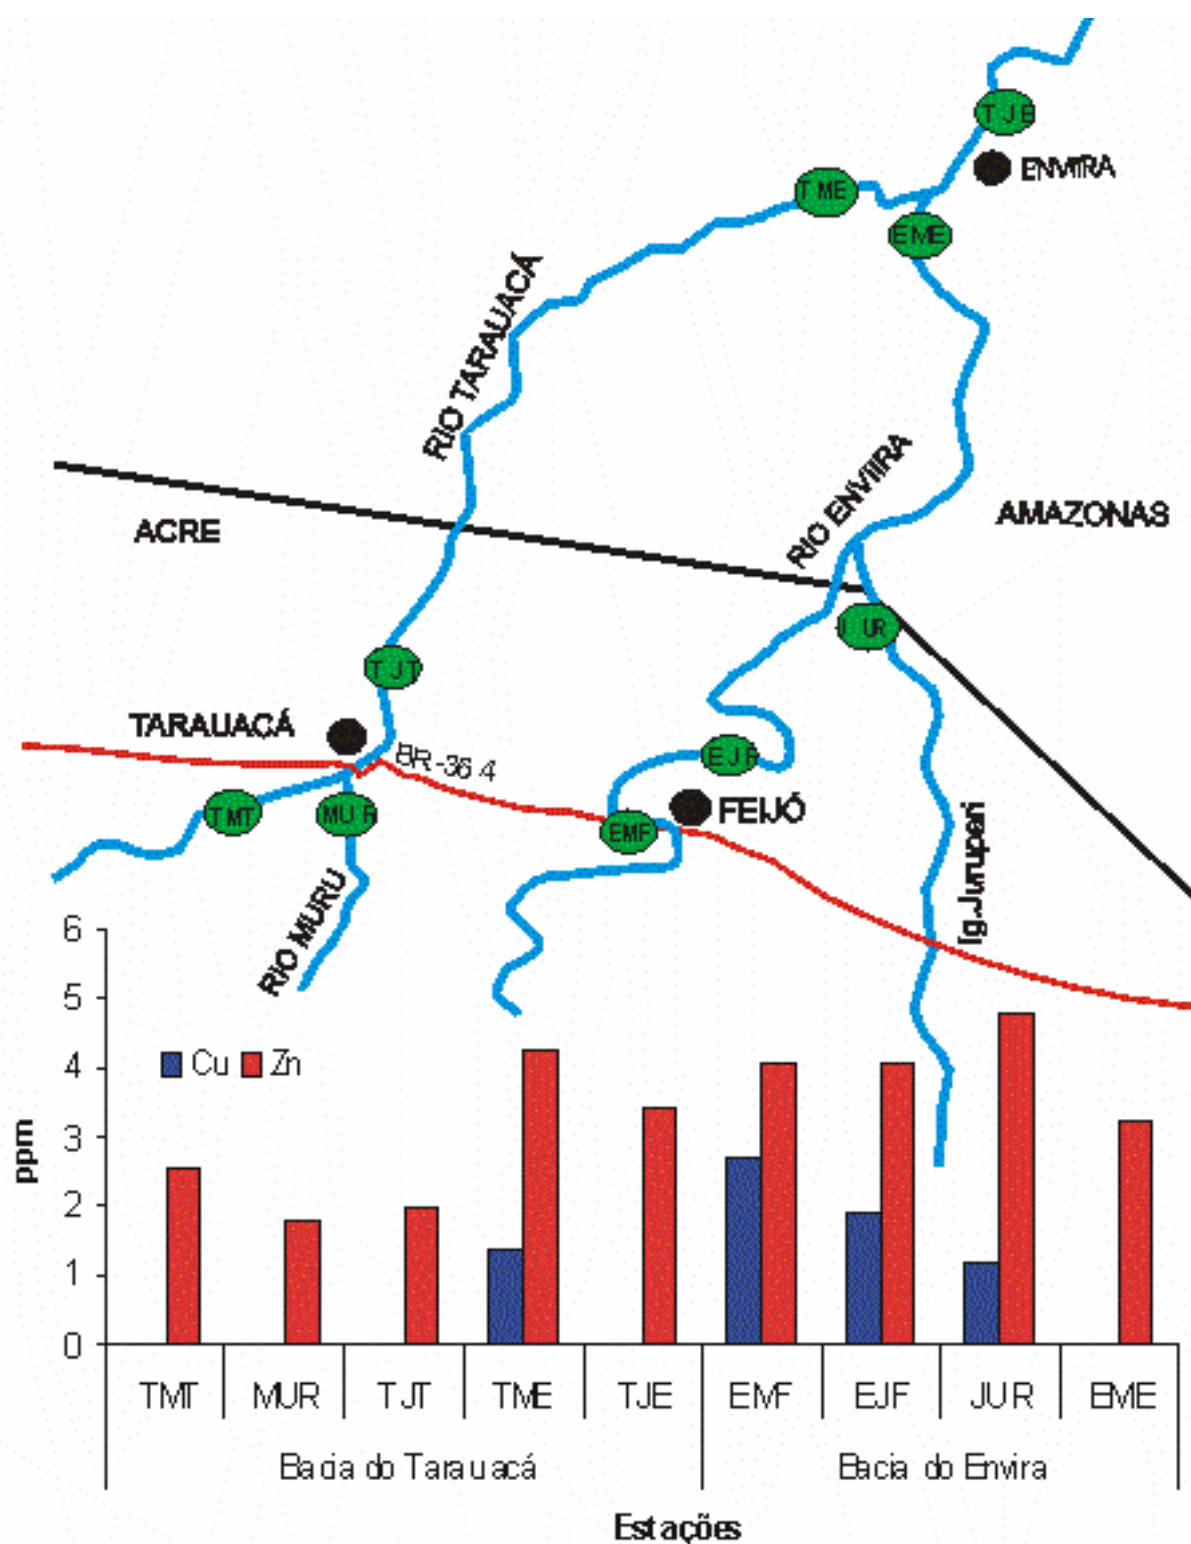 TJE
ENVIRA
TME
EME
RIO TARAUACÁ
RIO ENVIIRA
ACRE
AMAZONAS
UR
TJT
TARAUACÁ
BR-364
EJF
TMT
MUR
EMF
FEIJÓ
Ig.Jurupari
RIO MURU
6
5
4
3
2
1
0
ppm
Cu Zn
TMT MUR TJT TME TJE EMF EJF JUR EME
Bacia do Tarauacá Bacia do Envira
Estações